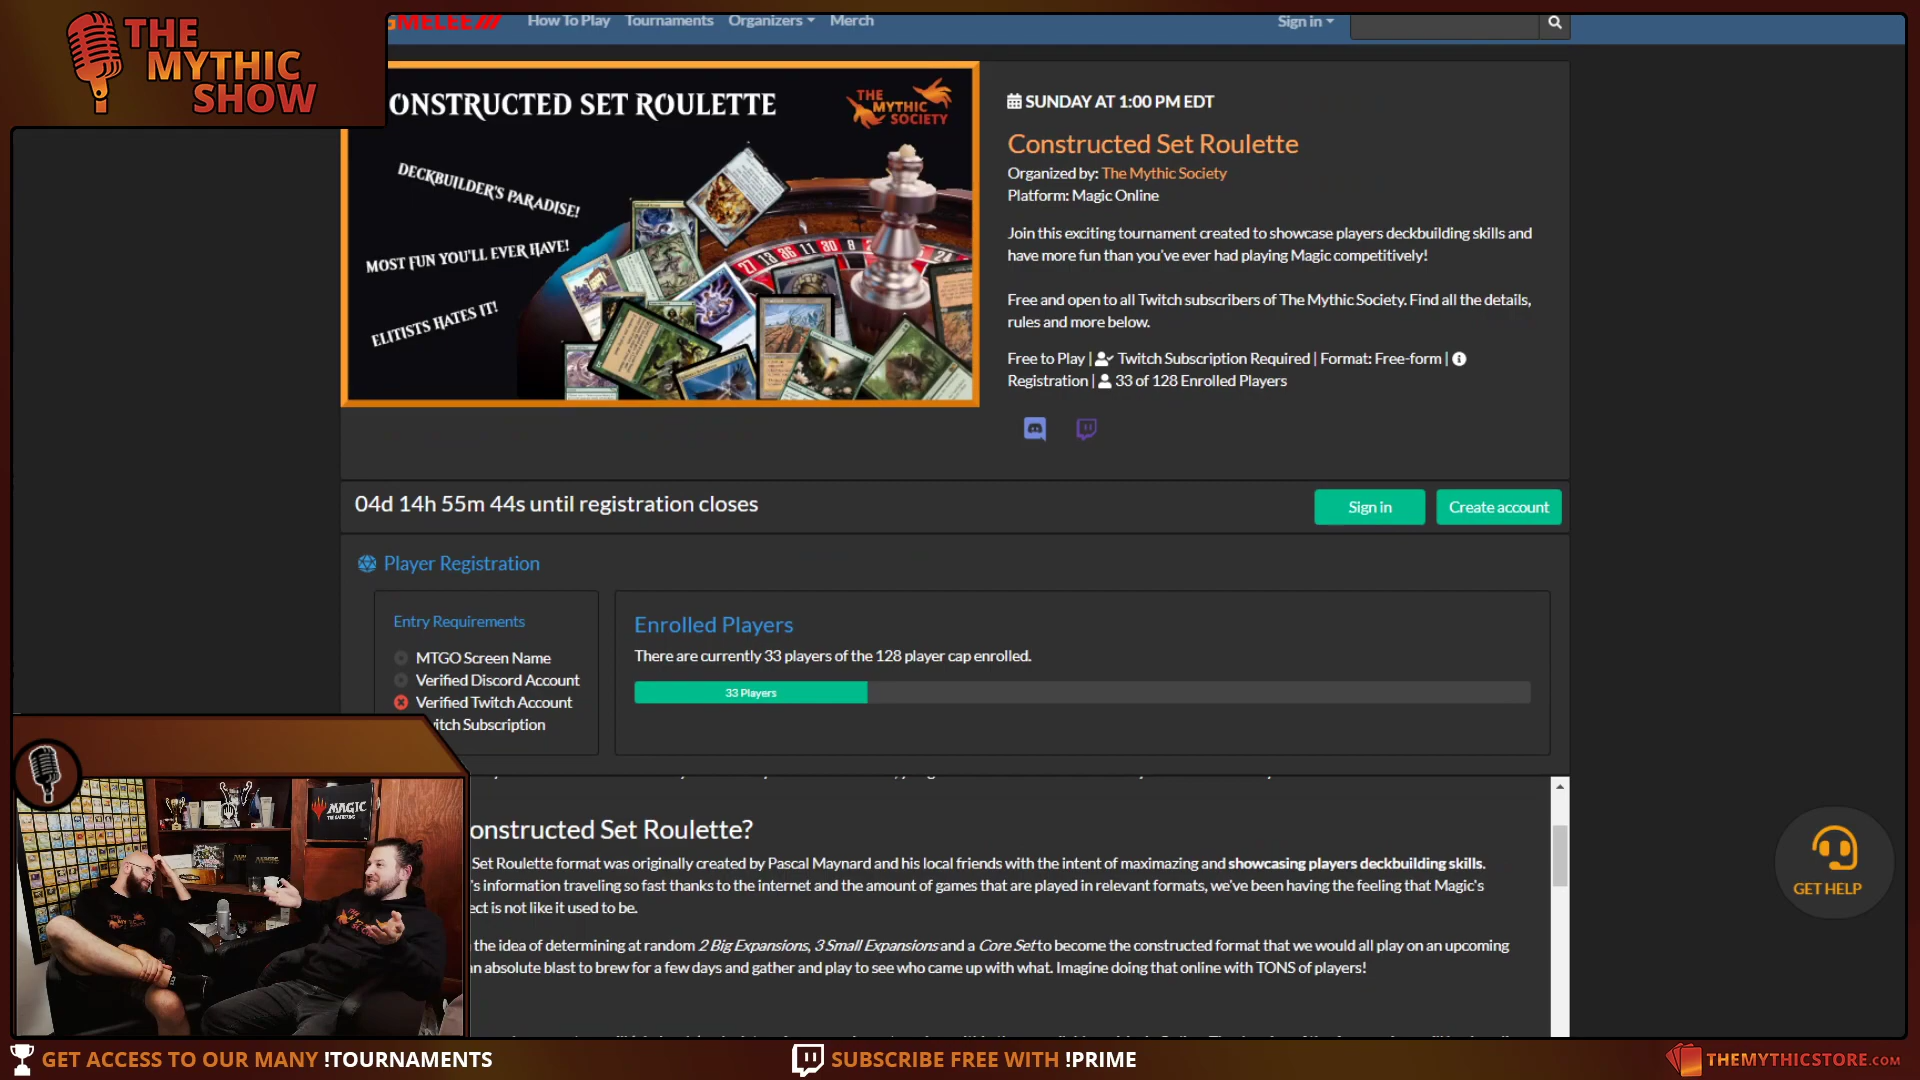 THE
MYTHIC
SHOW
GMELEE
How To Play Tournaments Organizers Merch
Sign in
ONSTRUCTED SET ROULETTE
THE
MYTHIC
SOCIETY
DECKBUILDER'S PARADISE!
MOST FUN YOU'LL EVER HAVE!
ELITISTS HATES IT!
SUNDAY AT 1:00 PM EDT
Constructed Set Roulette
Organized by: The Mythic Society
Platform: Magic Online
Join this exciting tournament created to showcase players deckbuilding skills and
have more fun than you've ever had playing Magic competitively!
Free and open to all Twitch subscribers of The Mythic Society. Find all the details,
rules and more below.
Free to Play | Twitch Subscription Required | Format: Free-form |
Registration | 33 of 128 Enrolled Players
04d 14h 55m 44s until registration closes
Sign in
Create account
Player Registration
Entry Requirements
MTGO Screen Name
Verified Discord Account
Verified Twitch Account
itch Subscription
Enrolled Players
There are currently 33 players of the 128 player cap enrolled.
33 Players
onstructed Set Roulette?
Set Roulette format was originally created by Pascal Maynard and his local friends with the intent of maximazing and showcasing players deckbuilding skills.
's information traveling so fast thanks to the internet and the amount of games that are played in relevant formats, we've been having the feeling that Magic's
ect is not like it used to be.
the idea of determining at random 2 Big Expansions, 3 Small Expansions and a Core Set to become the constructed format that we would all play on an upcoming
n absolute blast to brew for a few days and gather and play to see who came up with what. Imagine doing that online with TONS of players!
GET HELP
MAGIC
THE GATHERING
GET ACCESS TO OUR MANY !TOURNAMENTS
SUBSCRIBE FREE WITH !PRIME
THEMYTHICSTORE.COM